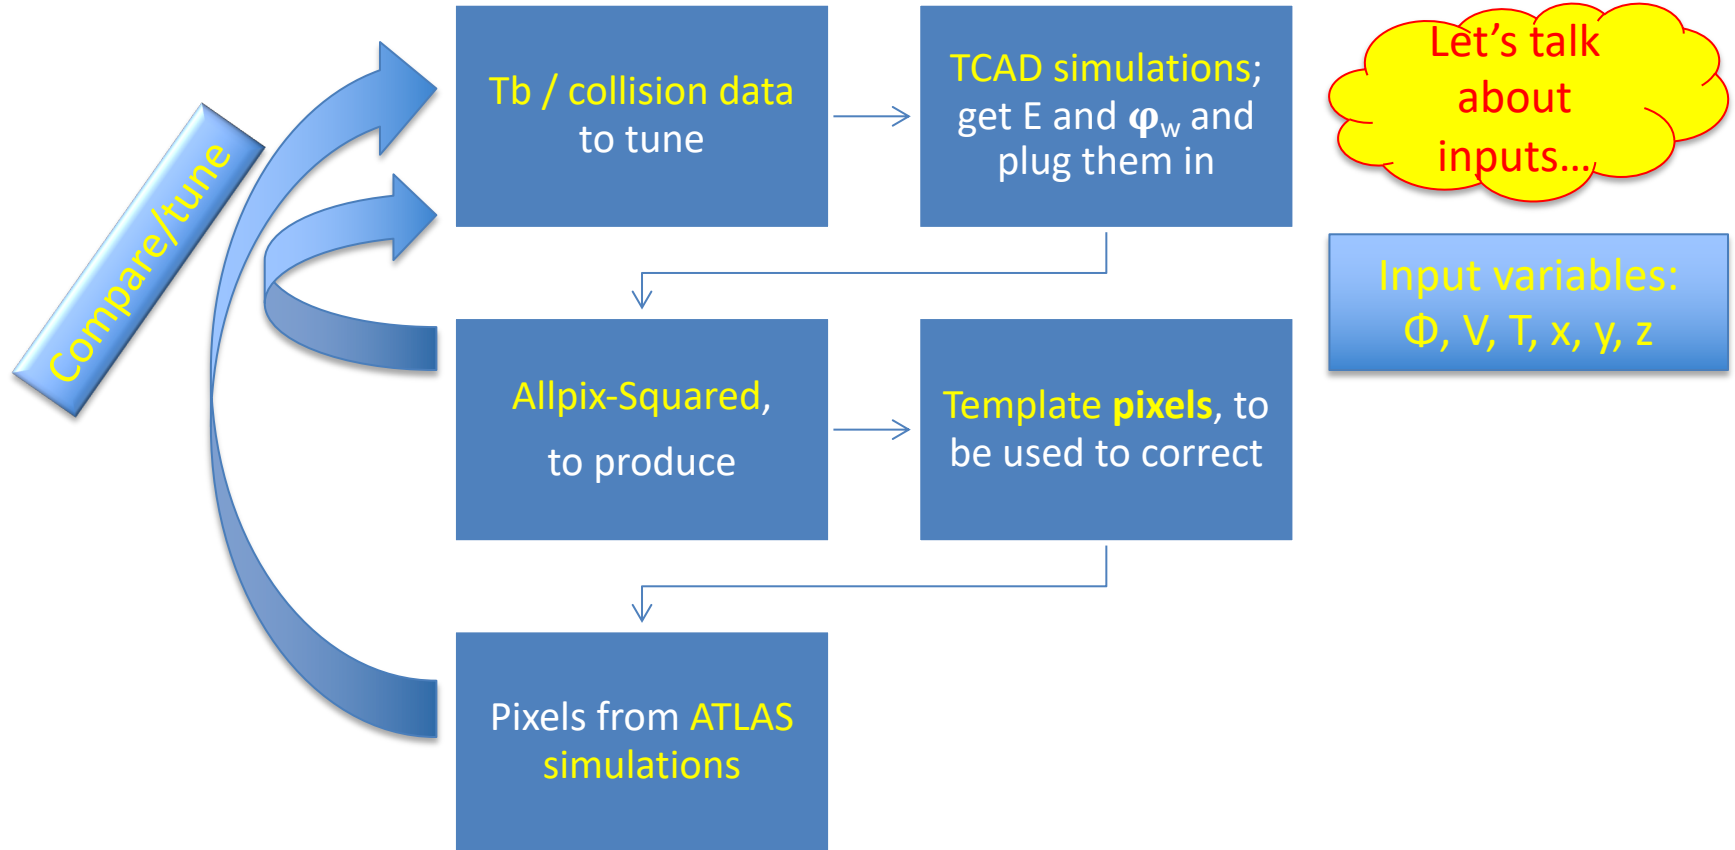 Compare/tune
Tb / collision data
to tune
TCAD simulations;
get E and φw and
plug them in
Let’s talk
about
inputs…
Input variables:
Φ, V, T, x, y, z
Allpix-Squared,
to produce
Template pixels, to
be used to correct
Pixels from ATLAS
simulations